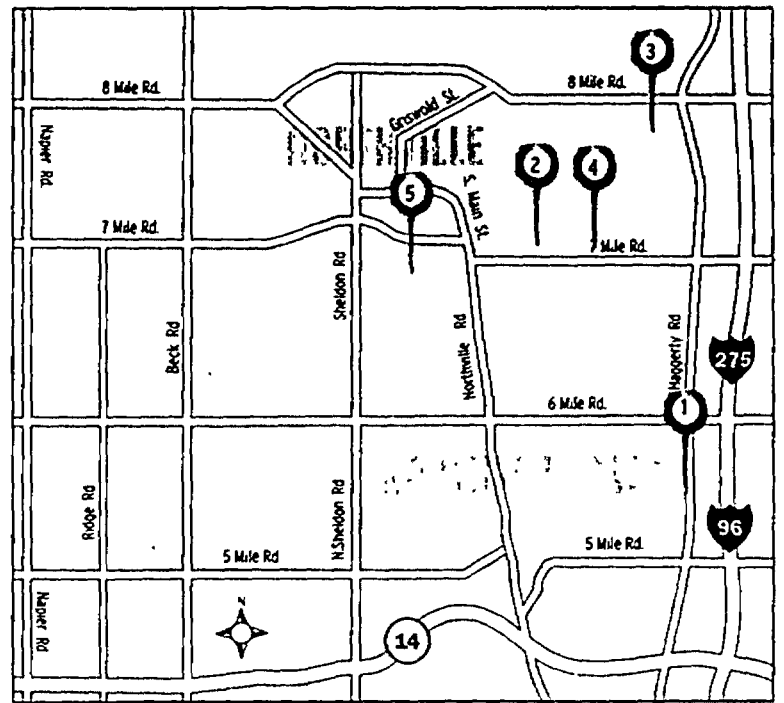 3
8 Mile Rd.
8 Mile Rd.
Griswold St.
Napier Rd.
2
4
5
S. Main St.
7 Mile Rd.
7 Mile Rd.
Sheldon Rd
Beck Rd
Northville Rd
Haggerty Rd
275
6 Mile Rd.
1
Ridge Rd
N.Sheldon Rd
96
5 Mile Rd.
5 Mile Rd.
Napier Rd
N
14